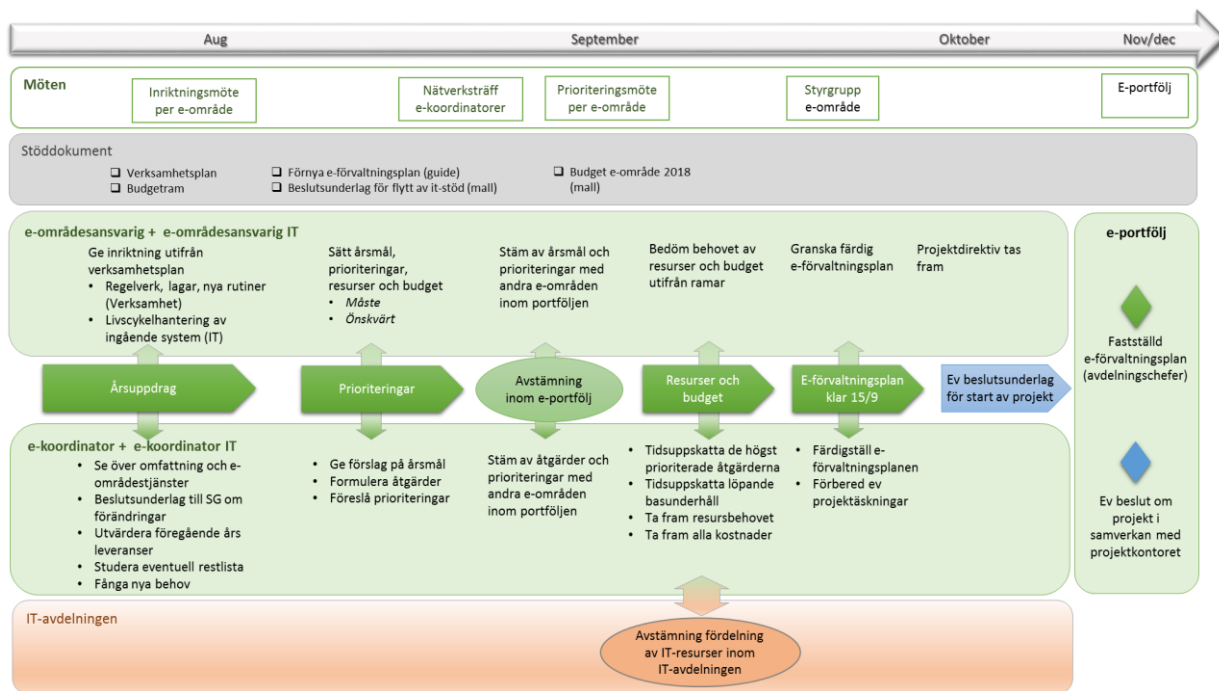 Aug
September
Oktober
Nov/dec
Möten
Inriktningsmöte
per e-område
Nätverksträff
e-koordinatorer
Prioriteringsmöte
per e-område
Styrgrupp
e-område
E-portfölj
Stöddokument
Verksamhetsplan
Budgetram
Förnya e-förvaltningsplan (guide)
Beslutsunderlag för flytt av it-stöd (mall)
Budget e-område 2018
(mall)
e-områdesansvarig + e-områdesansvarig IT
Ge inriktning utifrån
verksamhetsplan
• Regelverk, lagar, nya rutiner
(Verksamhet)
• Livscykelhantering av
ingående system (IT)
Sätt årsmål,
prioriteringar,
resurser och budget
• Måste
• Önskvärt
Stäm av årsmål och
prioriteringar med
andra e-områden
inom portföljen
Bedöm behovet av
resurser och budget
utifrån ramar
Granska färdig
e-förvaltningsplan
Projektdirektiv tas
fram
Årsuppdrag
Prioriteringar
Avstämning
inom e-portfölj
Resurser och
budget
E-förvaltningsplan
klar 15/9
Ev beslutsunderlag
för start av projekt
e-koordinator + e-koordinator IT
• Se över omfattning och e-
områdestjänster
• Beslutsunderlag till SG om
förändringar
• Utvärdera föregående års
leveranser
• Studera eventuell restlista
• Fånga nya behov
• Ge förslag på årsmål
• Formulera åtgärder
• Föreslå prioriteringar
Stäm av åtgärder och
prioriteringar med
andra e-områden
inom portföljen
• Tidsuppskatta de högst
prioriterade åtgärderna
• Tidsuppskatta löpande
basunderhåll
• Ta fram resursbehovet
• Ta fram alla kostnader
• Färdigställ e-
förvaltningsplanen
• Förbered ev
projektäskningar
e-portfölj
Fastställd
e-förvaltningsplan
(avdelningschefer)
Ev beslut om
projekt i
samverkan med
projektkontoret
IT-avdelningen
Avstämning fördelning
av IT-resurser inom
IT-avdelningen